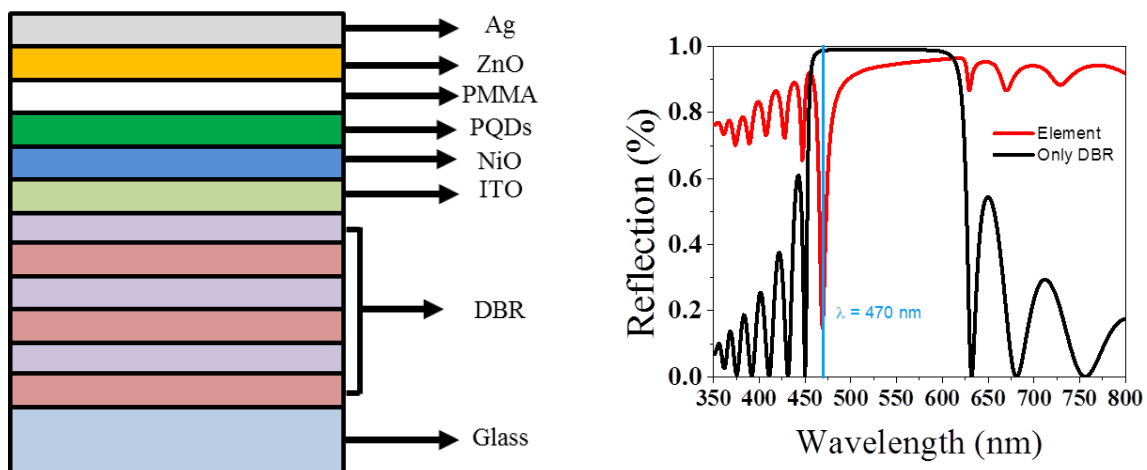 Ag
ZnO
PMMA
PQDs
NiO
ITO
DBR
Glass
Reflection (%)
1.0
0.8
0.6
0.4
0.2
0.0
Element
Only DBR
λ = 470 nm
350 400 450 500 550 600 650 700 750 800
Wavelength (nm)